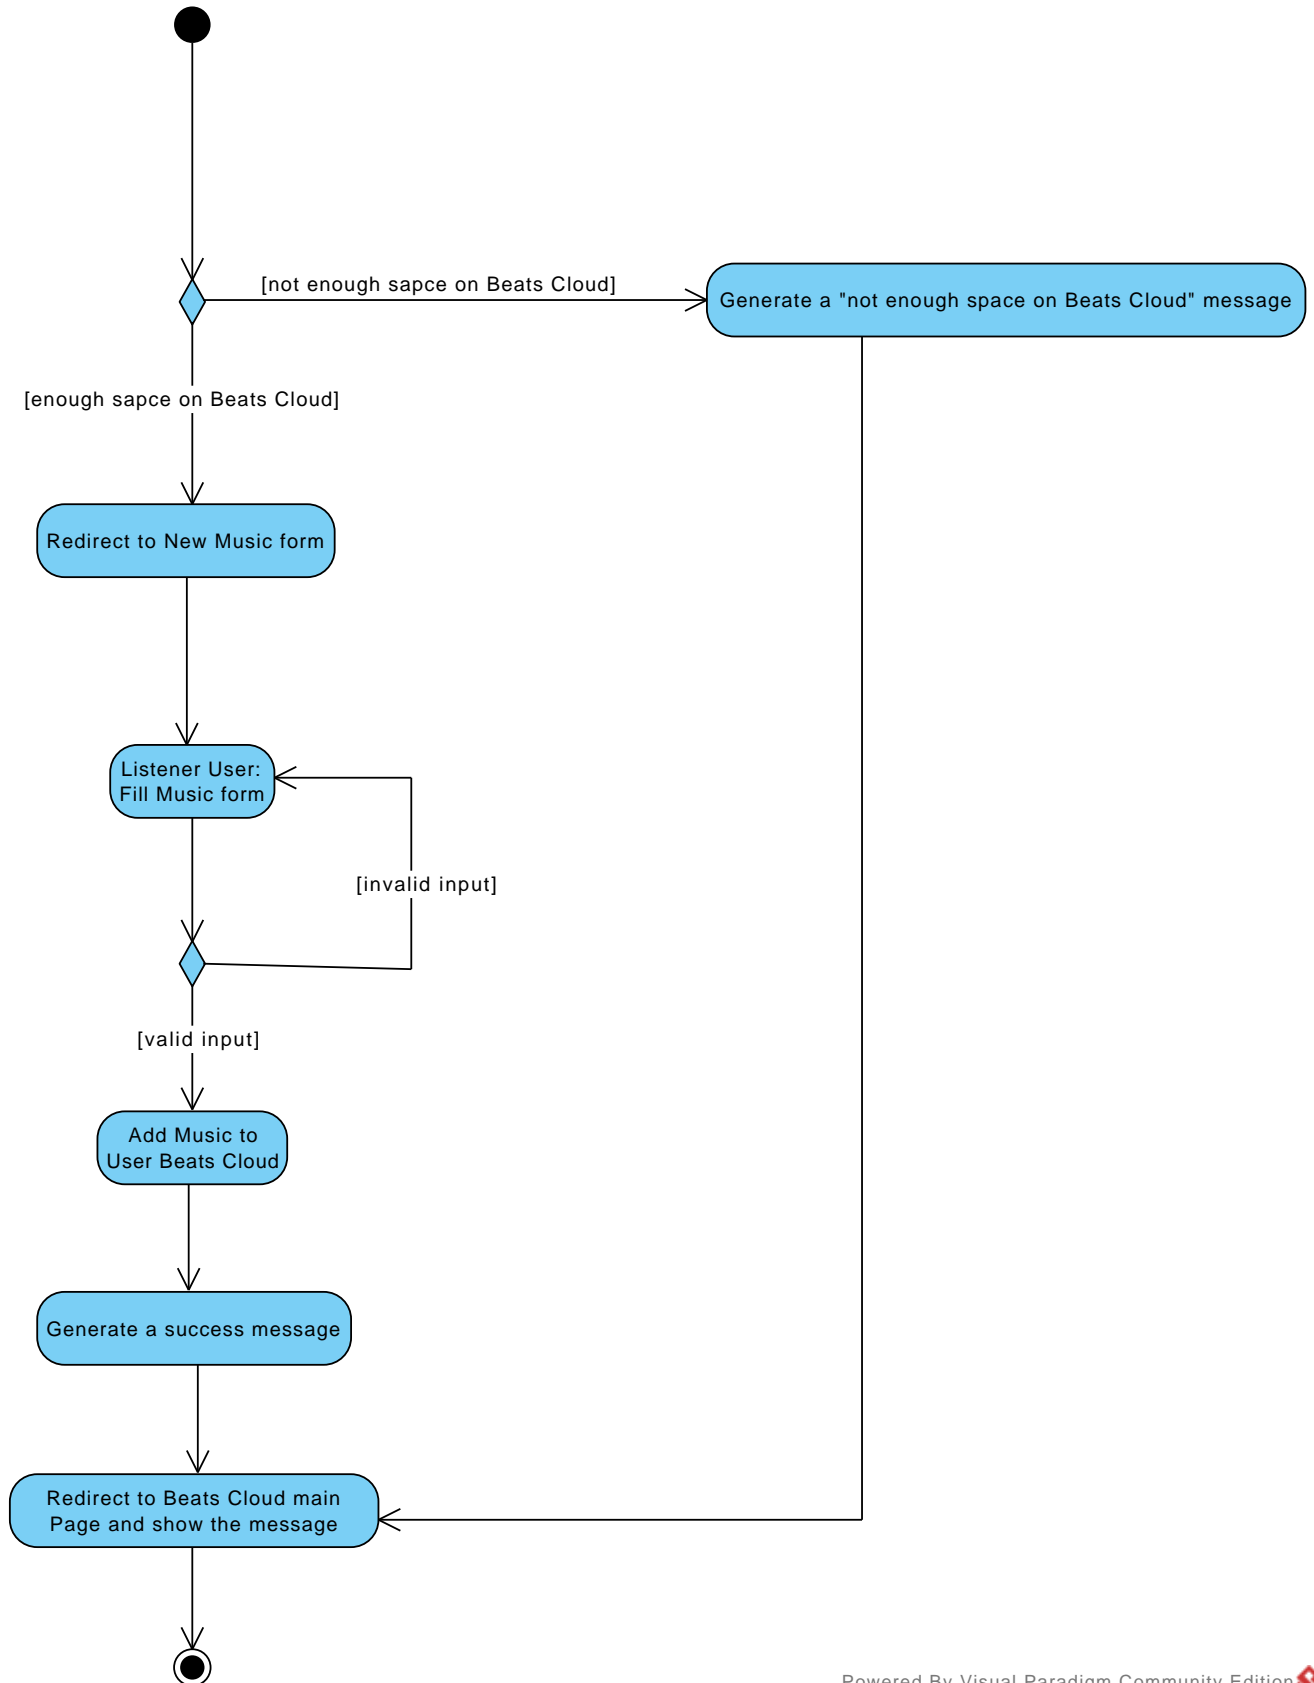 [not enough sapce on Beats Cloud]
Generate a "not enough space on Beats Cloud" message
[enough sapce on Beats Cloud]
Redirect to New Music form
Listener User:
Fill Music form
[invalid input]
[valid input]
Add Music to
User Beats Cloud
Generate a success message
Redirect to Beats Cloud main
Page and show the message
Powered By Visual Paradigm Community Edition